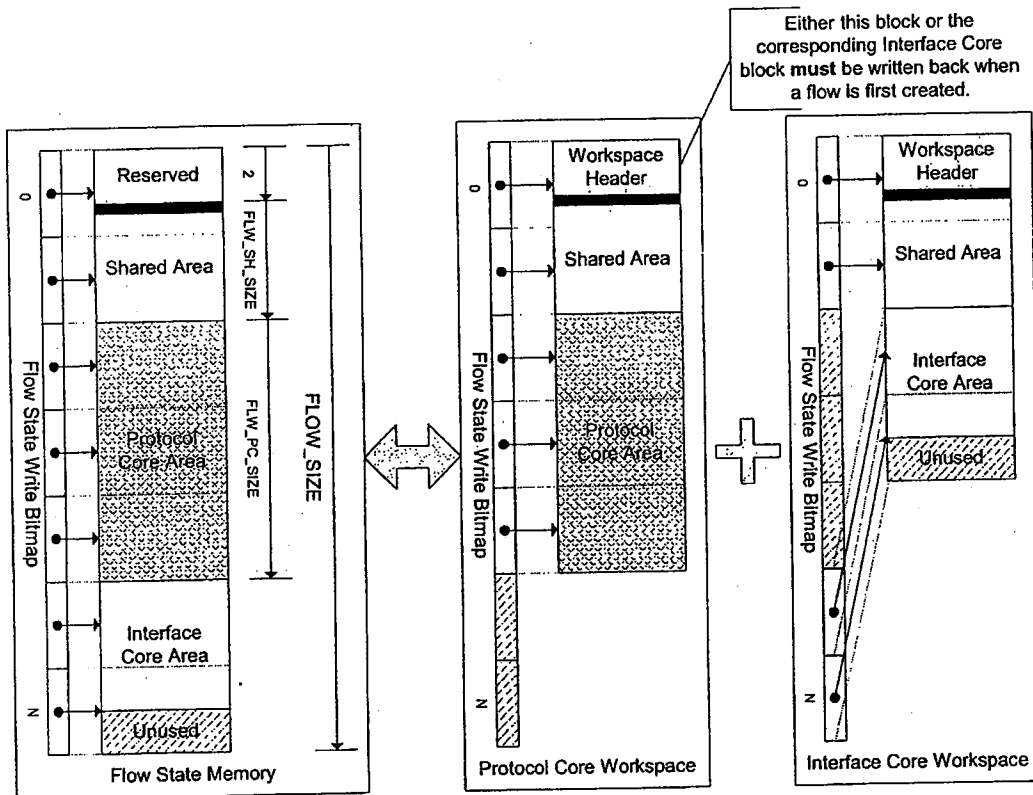 Either this block or the
corresponding Interface Core
block must be written back when
a flow is first created.
Reserved
Shared Area
Protocol
Core Area
Interface
Core Area
Unused
0
Flow State Write Bitmap
N
2
FLW_SH_SIZE
FLW_PC_SIZE
FLOW_SIZE
Flow State Memory
Workspace
Header
Shared Area
Protocol
Core Area
0
Flow State Write Bitmap
N
Protocol Core Workspace
Workspace
Header
Shared Area
Interface
Core Area
Unused
0
Flow State Write Bitmap
N
Interface Core Workspace